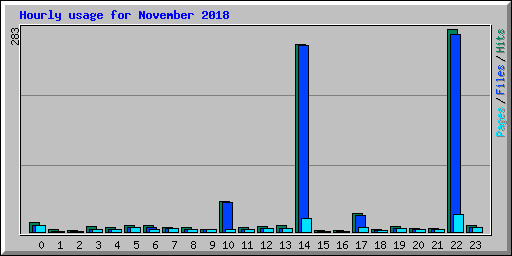 Hourly usage for November 2018
283
Pages/Files/Hits
0 1 2 3 4 5 6 7 8 9 10 11 12 13 14 15 16 17 18 19 20 21 22 23